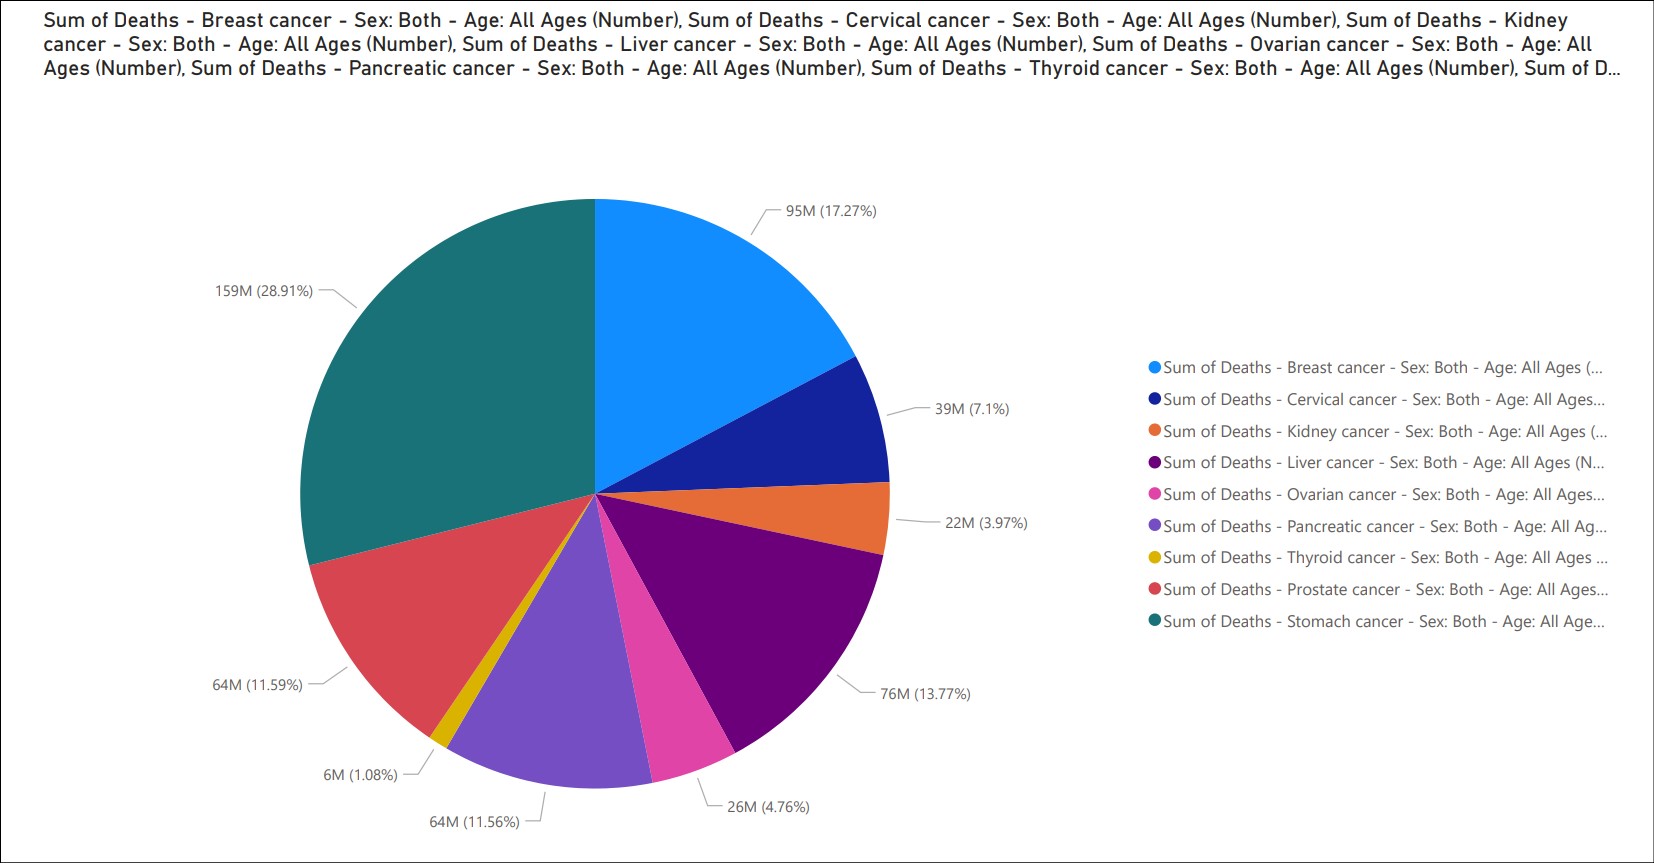 Sum of Deaths - Breast cancer - Sex: Both - Age: All Ages (Number), Sum of Deaths - Cervical cancer - Sex: Both - Age: All Ages (Number), Sum of Deaths - Kidney
cancer - Sex: Both - Age: All Ages (Number), Sum of Deaths - Liver cancer - Sex: Both - Age: All Ages (Number), Sum of Deaths - Ovarian cancer - Sex: Both - Age: All
Ages (Number), Sum of Deaths - Pancreatic cancer - Sex: Both - Age: All Ages (Number), Sum of Deaths - Thyroid cancer - Sex: Both - Age: All Ages (Number), Sum of D...
95M (17.27%)
159M (28.91%)
39M (7.1%)
22M (3.97%)
64M (11.59%)
76M (13.77%)
6M (1.08%)
26M (4.76%)
64M (11.56%)
Sum of Deaths - Breast cancer - Sex: Both - Age: All Ages (...
Sum of Deaths - Cervical cancer - Sex: Both - Age: All Ages...
Sum of Deaths - Kidney cancer - Sex: Both - Age: All Ages (...
Sum of Deaths - Liver cancer - Sex: Both - Age: All Ages (N...
Sum of Deaths - Ovarian cancer - Sex: Both - Age: All Ages...
Sum of Deaths - Pancreatic cancer - Sex: Both - Age: All Ag...
Sum of Deaths - Thyroid cancer - Sex: Both - Age: All Ages ...
Sum of Deaths - Prostate cancer - Sex: Both - Age: All Ages...
Sum of Deaths - Stomach cancer - Sex: Both - Age: All Age...